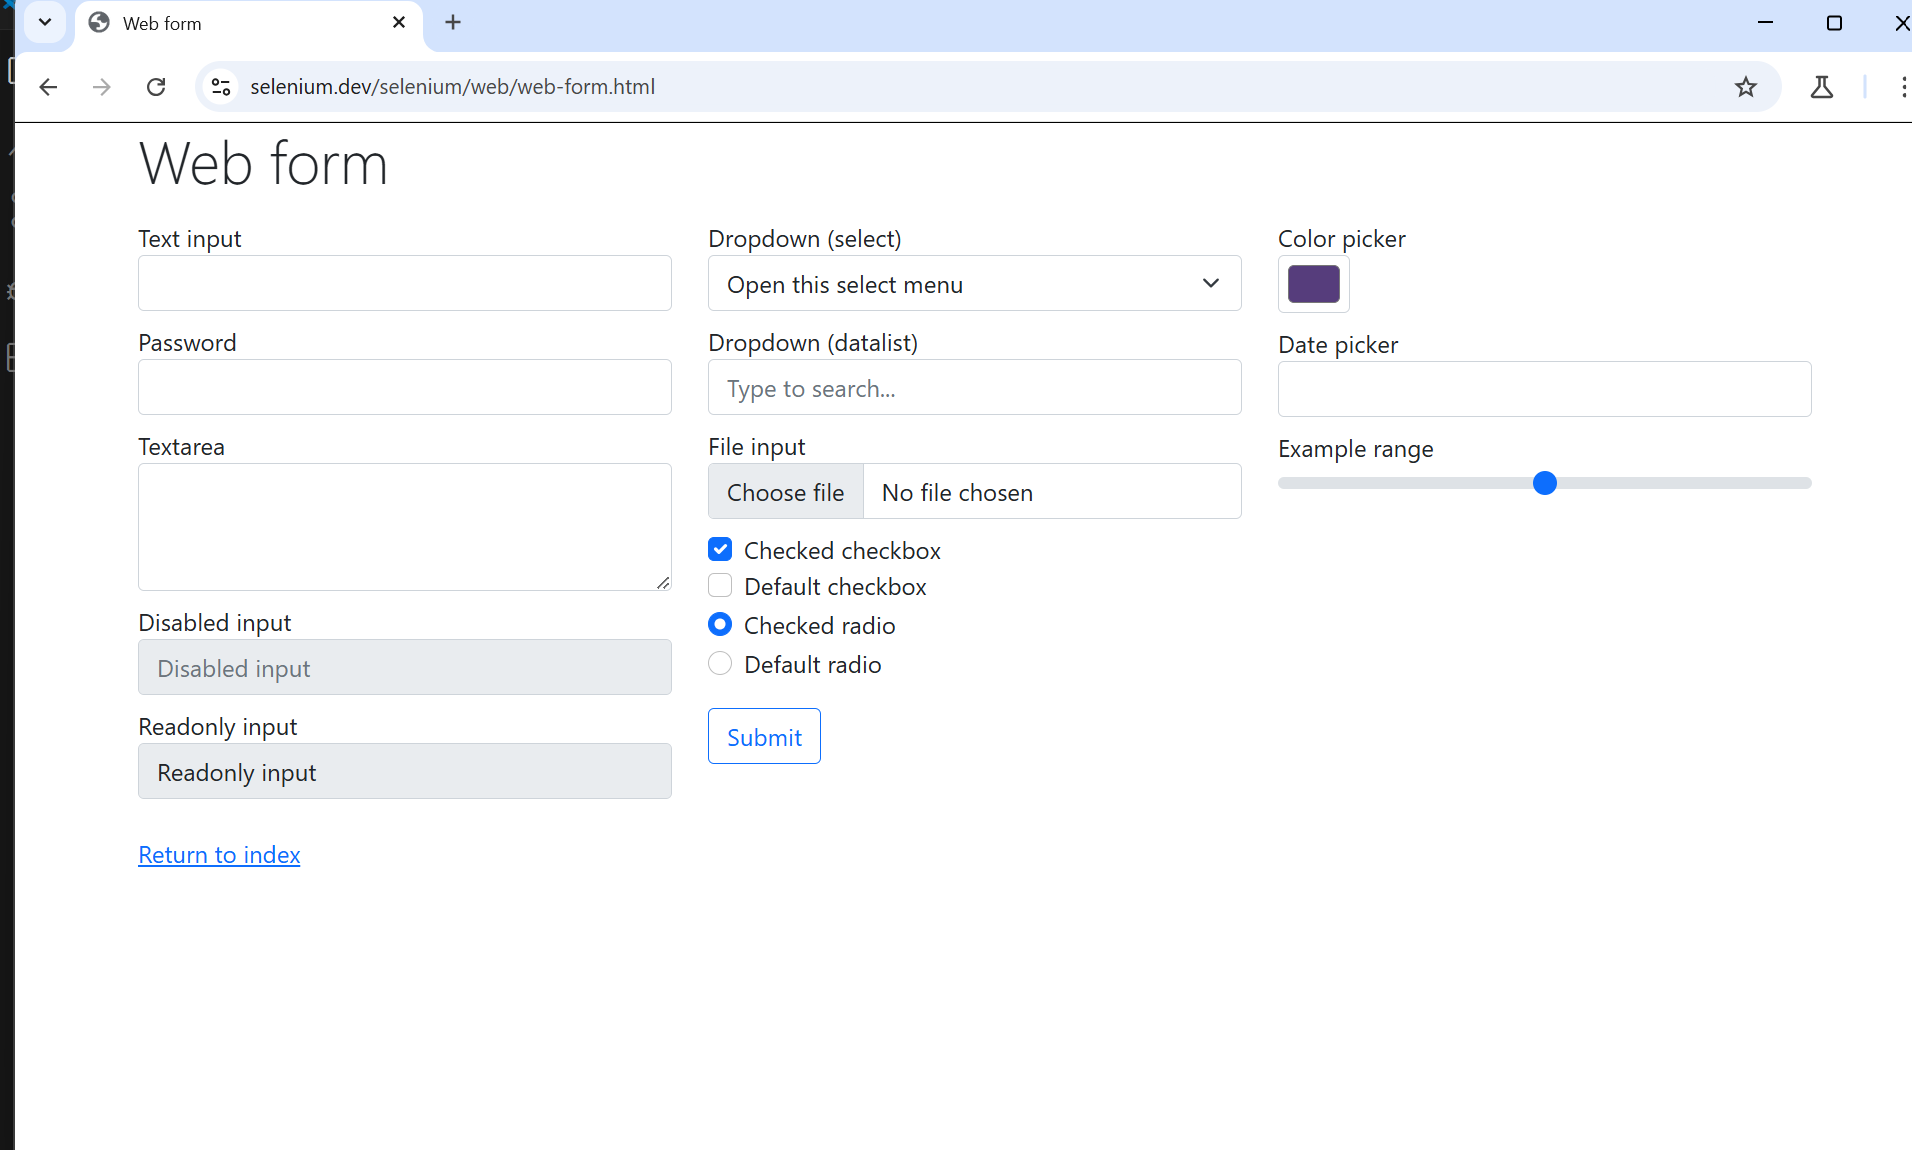 Web form
selenium.dev/selenium/web/web-form.html
Web form
Text input
Password
Textarea
Disabled input
Disabled input
Readonly input
Readonly input
Return to index
Dropdown (select)
Open this select menu
Dropdown (datalist)
Type to search...
File input
Choose file No file chosen
Checked checkbox
Default checkbox
Checked radio
Default radio
Submit
Color picker
Date picker
Example range